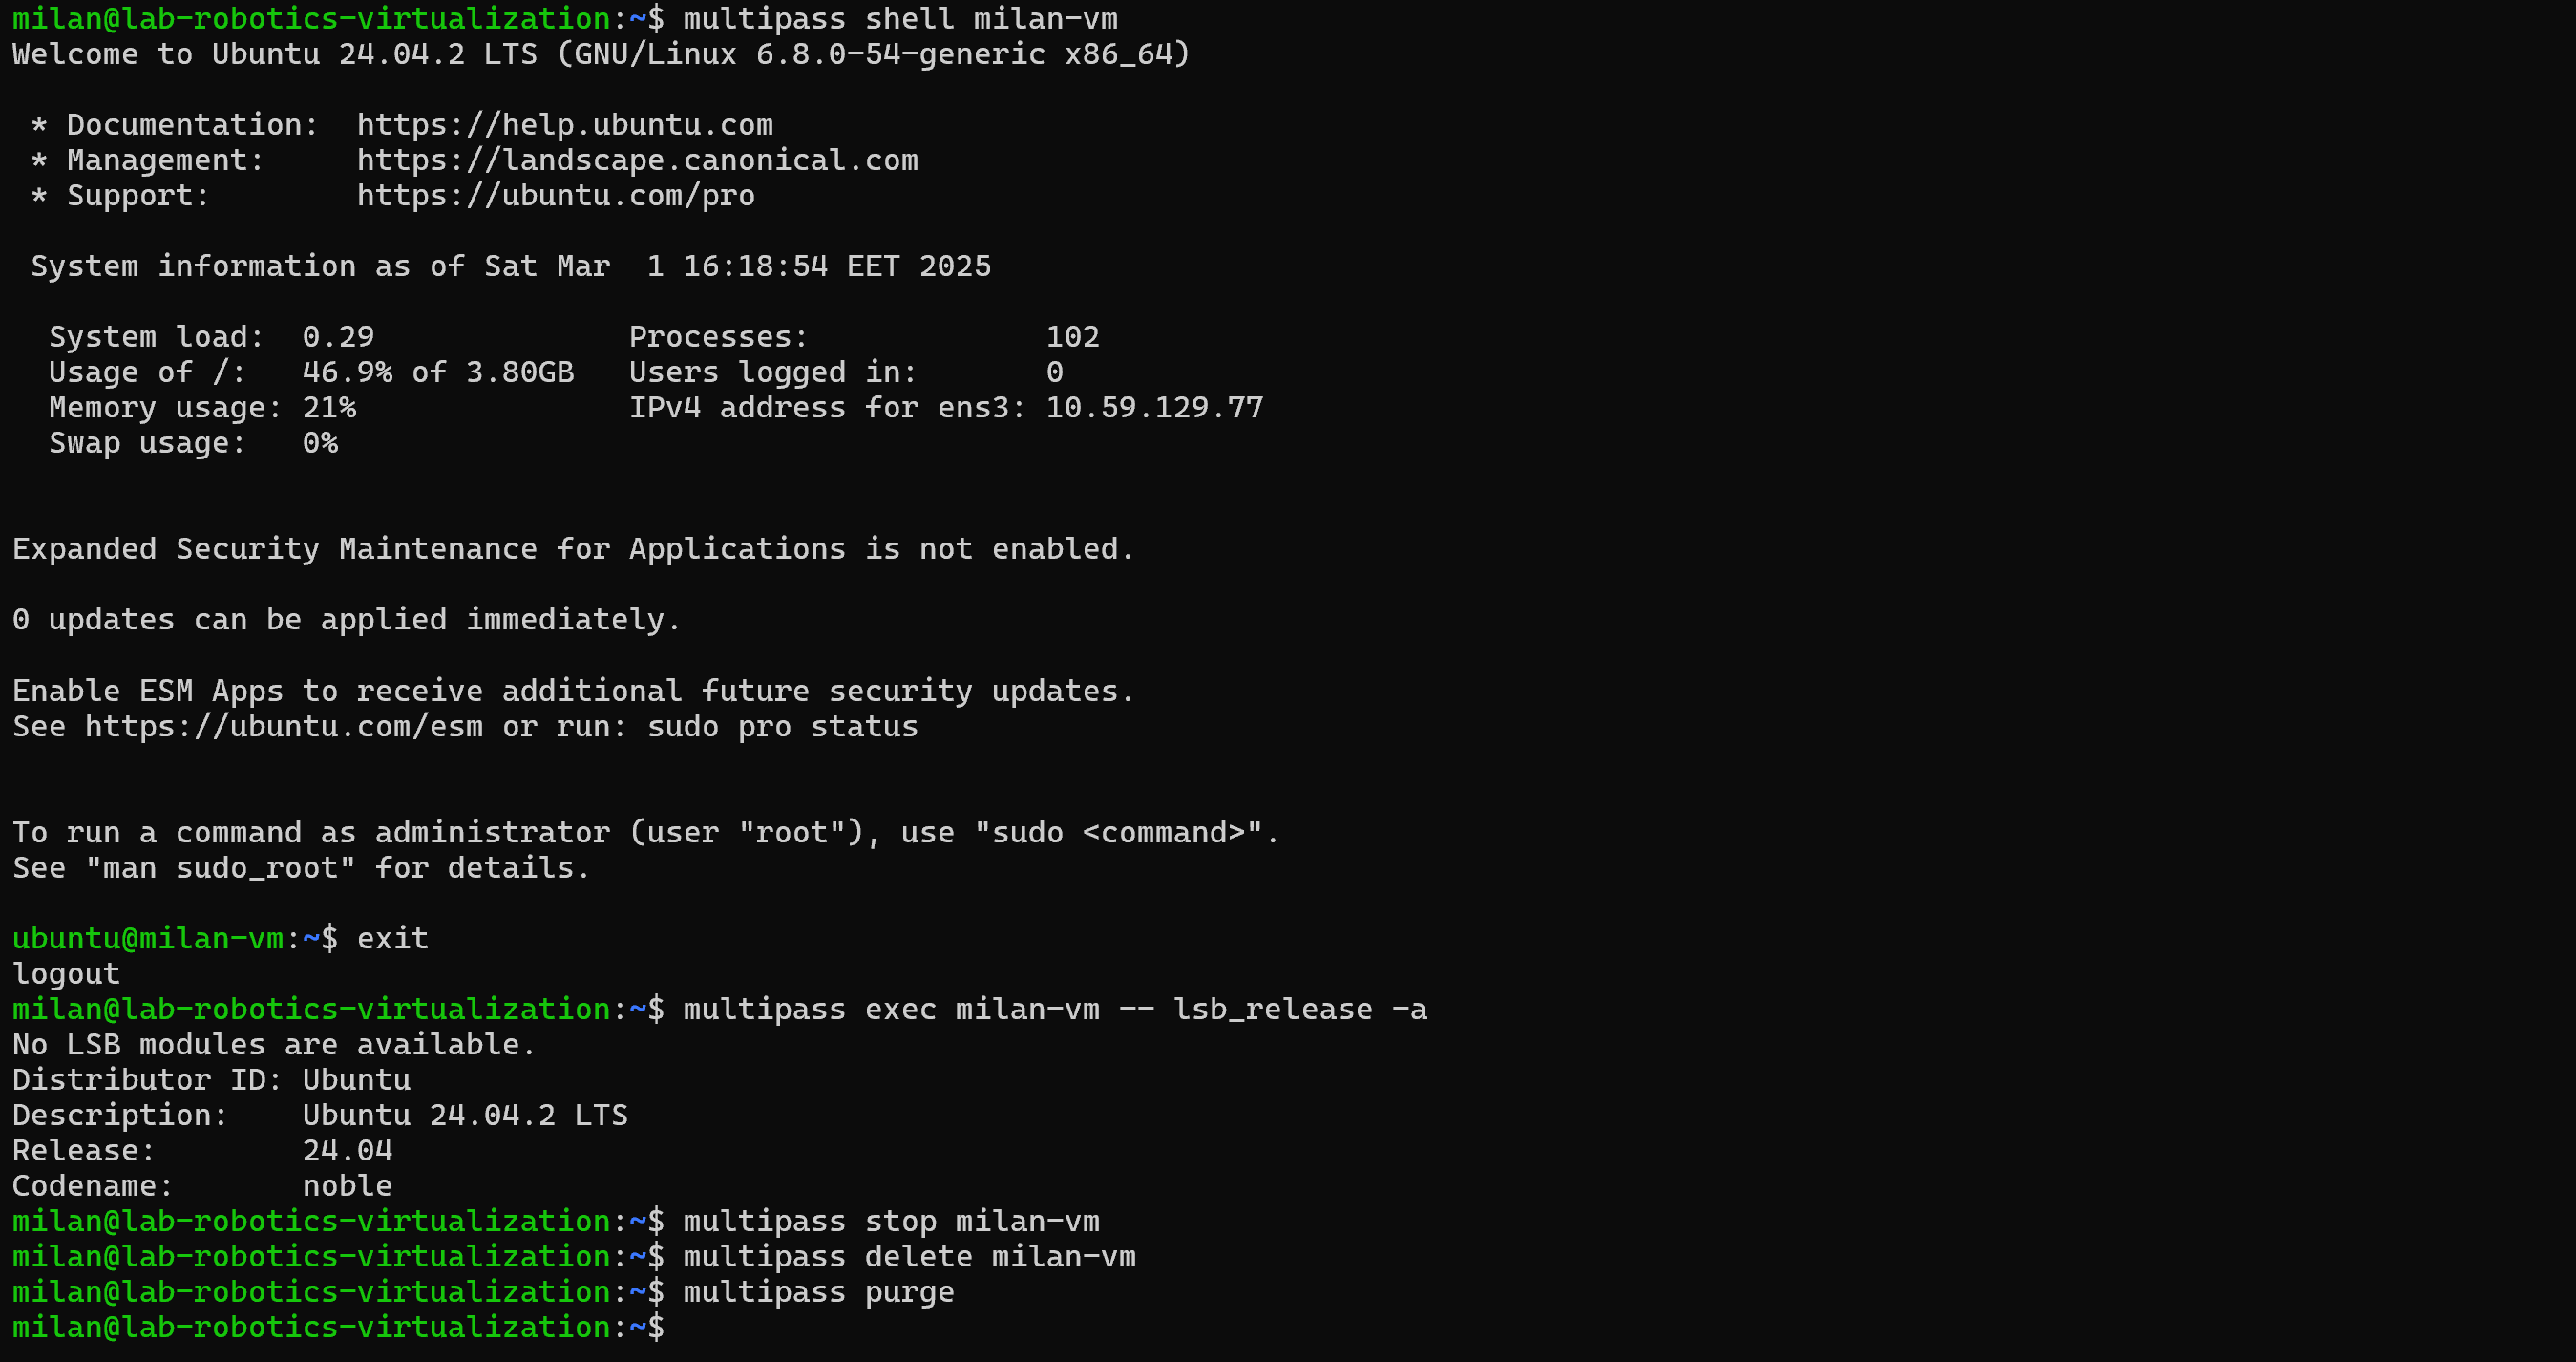 milan@lab-robotics-virtualization:~$ multipass shell milan-vm
Welcome to Ubuntu 24.04.2 LTS (GNU/Linux 6.8.0-54-generic x86_64)
* Documentation:  https://help.ubuntu.com
* Management:     https://landscape.canonical.com
* Support:        https://ubuntu.com/pro
System information as of Sat Mar  1 16:18:54 EET 2025
System load:  0.29              Processes:             102
Usage of /:   46.9% of 3.80GB   Users logged in:       0
Memory usage: 21%               IPv4 address for ens3: 10.59.129.77
Swap usage:   0%
Expanded Security Maintenance for Applications is not enabled.
0 updates can be applied immediately.
Enable ESM Apps to receive additional future security updates.
See https://ubuntu.com/esm or run: sudo pro status
To run a command as administrator (user "root"), use "sudo <command>".
See "man sudo_root" for details.
ubuntu@milan-vm:~$ exit
logout
milan@lab-robotics-virtualization:~$ multipass exec milan-vm -- lsb_release -a
No LSB modules are available.
Distributor ID: Ubuntu
Description:    Ubuntu 24.04.2 LTS
Release:        24.04
Codename:       noble
milan@lab-robotics-virtualization:~$ multipass stop milan-vm
milan@lab-robotics-virtualization:~$ multipass delete milan-vm
milan@lab-robotics-virtualization:~$ multipass purge
milan@lab-robotics-virtualization:~$